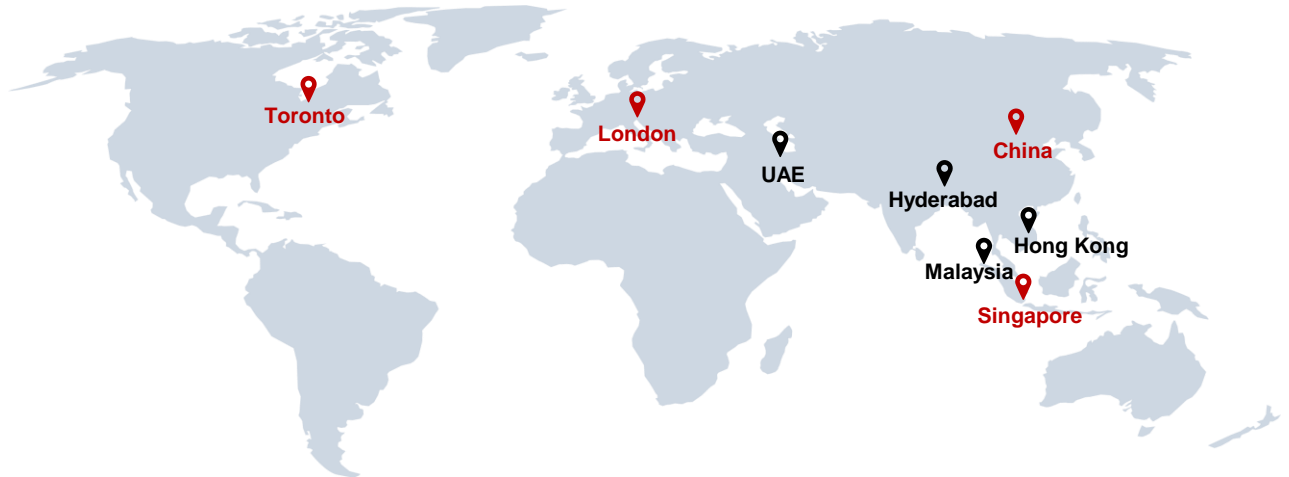 Toronto
London
China
UAE
Hyderabad
Hong Kong
Malaysia
Singapore